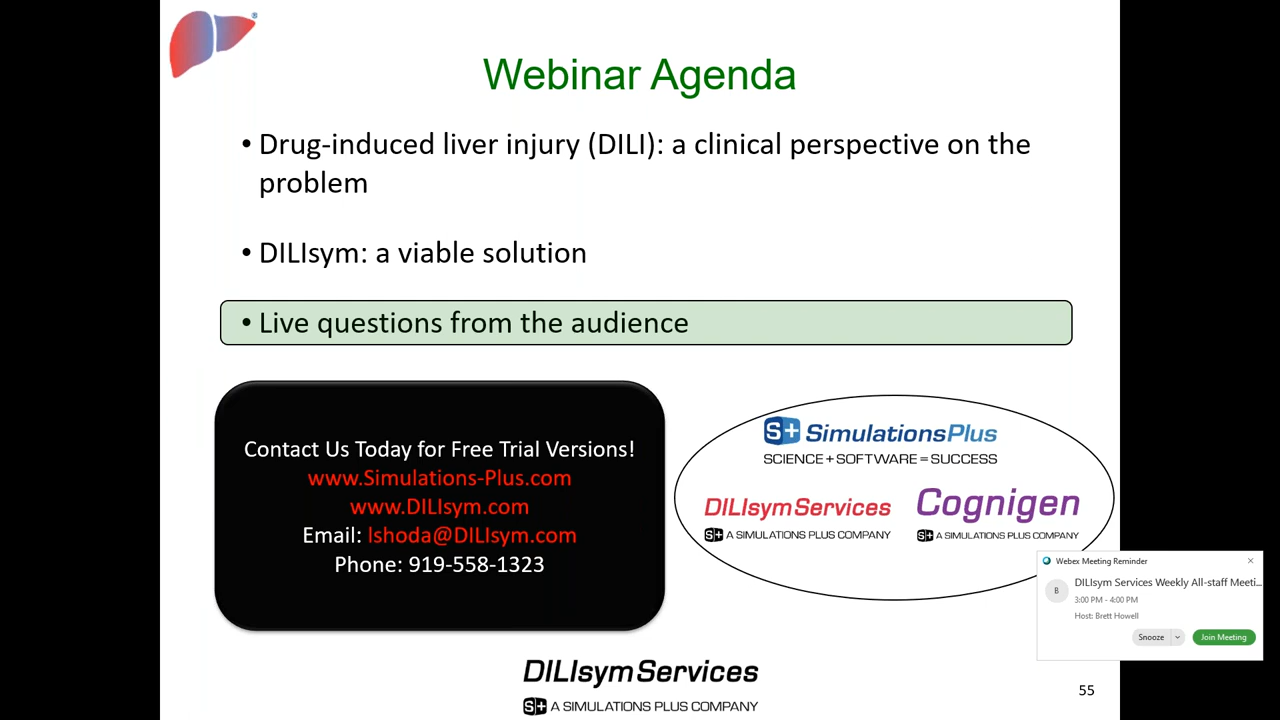 Webinar Agenda
• Drug-induced liver injury (DILI): a clinical perspective on the
problem
• DILIsym: a viable solution
• Live questions from the audience
Contact Us Today for Free Trial Versions!
www.Simulations-Plus.com
www.DILIsym.com
Email: lshoda@DILIsym.com
Phone: 919-558-1323
S+ SimulationsPlus
SCIENCE + SOFTWARE = SUCCESS
DILIsym Services
S+ A SIMULATIONS PLUS COMPANY
Cognigen
S+ A SIMULATIONS PLUS COMPANY
Webex Meeting Reminder
B
DILIsym Services Weekly All-staff Meeti...
3:00 PM - 4:00 PM
Host: Brett Howell
Snooze
Join Meeting
DILIsym Services
S+ A SIMULATIONS PLUS COMPANY
55